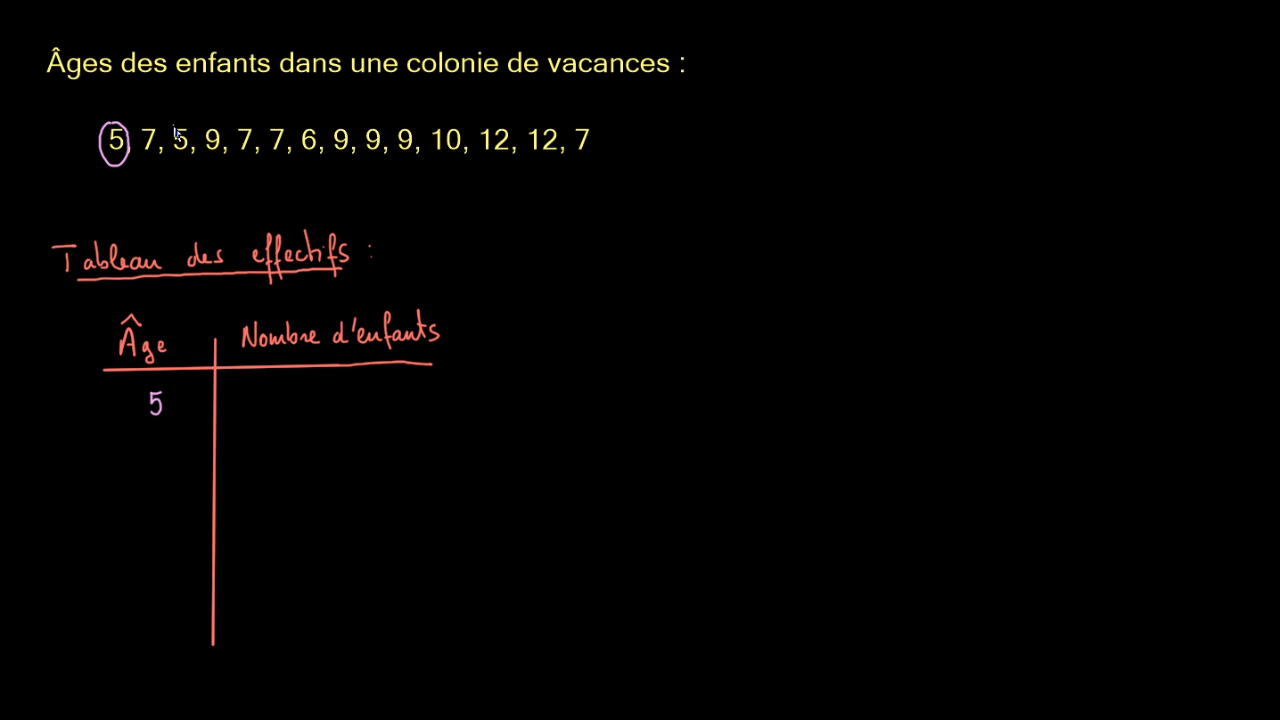 Âges des enfants dans une colonie de vacances :
5, 7, 5, 9, 7, 7, 6, 9, 9, 9, 10, 12, 12, 7
Tableau des effectifs :
Âge Nombre d'enfants
5